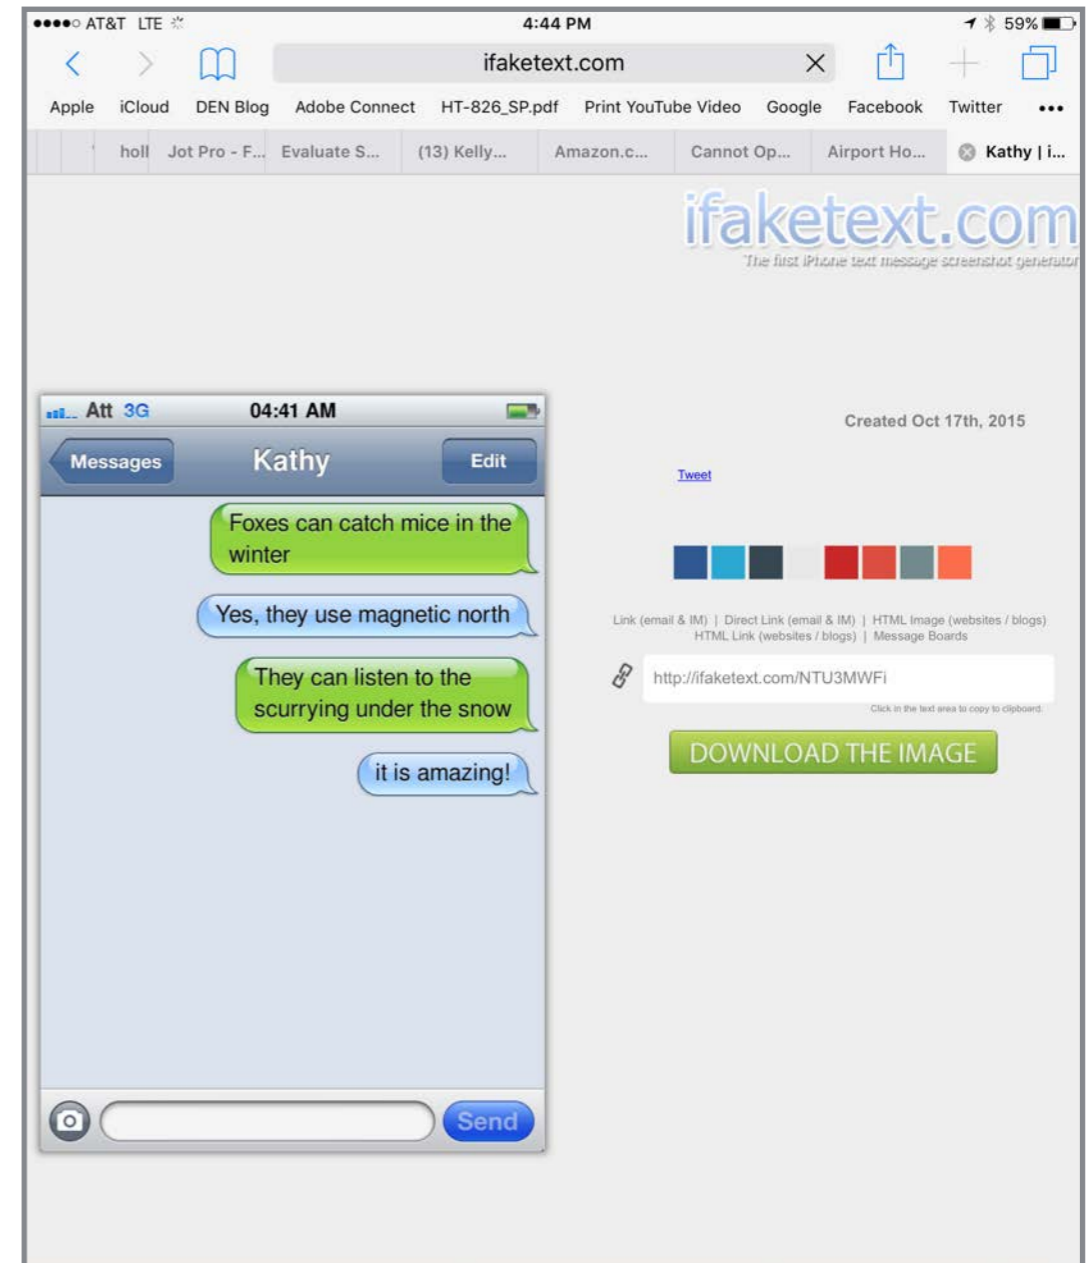 AT&T LTE 4:44 PM 59%
ifaketext.com
Apple iCloud DEN Blog Adobe Connect HT-826_SP.pdf Print YouTube Video Google Facebook Twitter •••
holl Jot Pro - F... Evaluate S... (13) Kelly... Amazon.c... Cannot Op... Airport Ho... Kathy | i...
ifaketext.com
The first iPhone text message screenshot generator
Att 3G 04:41 AM
Messages Kathy Edit
Foxes can catch mice in the
winter
Yes, they use magnetic north
They can listen to the
scurrying under the snow
it is amazing!
Send
Created Oct 17th, 2015
Tweet
Link (email & IM) | Direct Link (email & IM) | HTML Image (websites / blogs)
HTML Link (websites / blogs) | Message Boards
http://ifaketext.com/NTU3MWFi
Click in the text area to copy to clipboard.
DOWNLOAD THE IMAGE